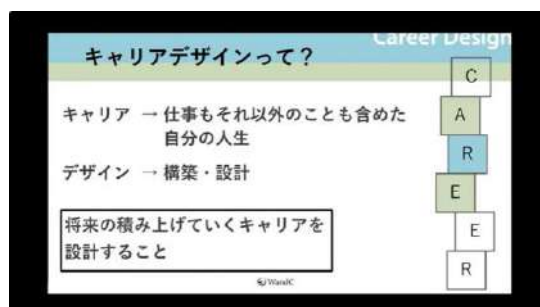 Career Design
キャリアデザインって？
キャリア → 仕事もそれ以外のことも含めた
自分の人生
デザイン → 構築・設計
将来の積み上げていくキャリアを
設計すること
C
A
R
E
E
R
WandC